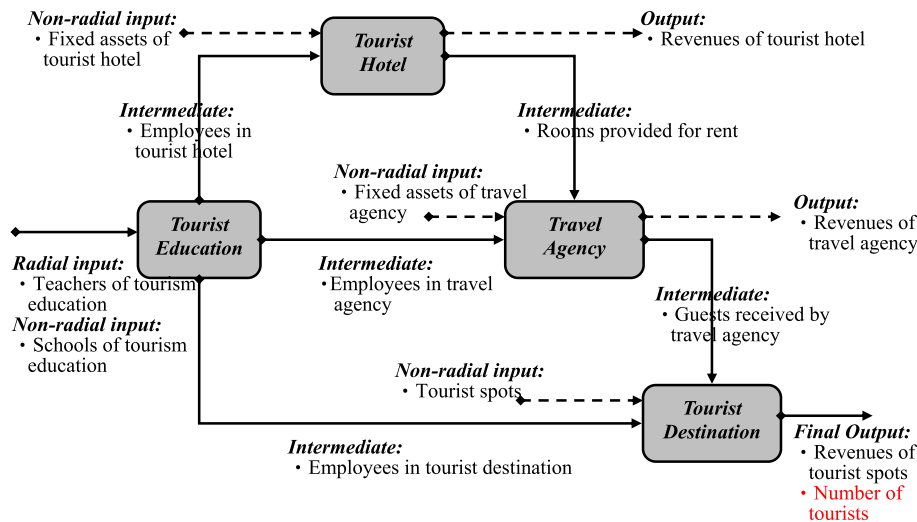 Non-radial input:
・Fixed assets of
tourist hotel
Tourist
Hotel
Output:
・Revenues of tourist hotel
Intermediate:
・Employees in
tourist hotel
Intermediate:
・Rooms provided for rent
Non-radial input:
・Fixed assets of travel
agency
Tourist
Education
Travel
Agency
Output:
・Revenues of
travel agency
Radial input:
・Teachers of tourism
education
Non-radial input:
・Schools of tourism
education
Intermediate:
・Employees in travel
agency
Intermediate:
・Guests received by
travel agency
Non-radial input:
・Tourist spots
Tourist
Destination
Intermediate:
・Employees in tourist destination
Final Output:
・Revenues of
tourist spots
・Number of
tourists